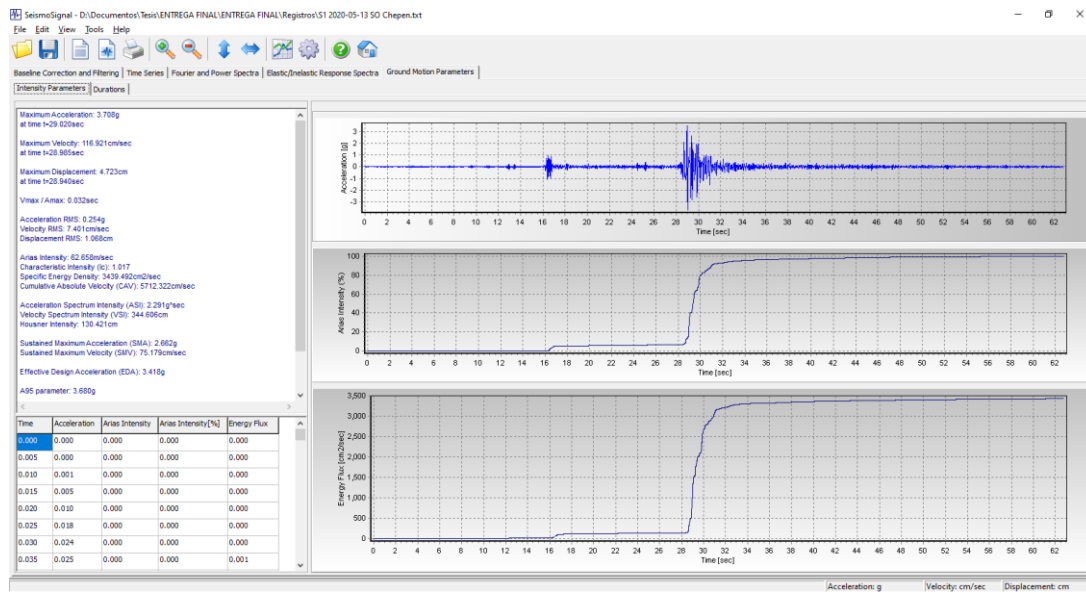 SeismoSignal - D:\Documentos\Tesis\ENTREGA FINAL\ENTREGA FINAL\Registros\S1 2020-05-13 SO Chepen.txt
File Edit View Tools Help
Baseline Correction and Filtering Time Series Fourier and Power Spectra Elastic/Inelastic Response Spectra Ground Motion Parameters
Intensity Parameters Durations
Maximum Acceleration: 3.708g
at time t=29.020sec
Maximum Velocity: 116.921cm/sec
at time t=28.985sec
Maximum Displacement: 4.723cm
at time t=28.940sec
Vmax / Amax: 0.032sec
Acceleration RMS: 0.254g
Velocity RMS: 7.401cm/sec
Displacement RMS: 1.068cm
Arias Intensity: 62.658m/sec
Characteristic Intensity (Ic): 1.017
Specific Energy Density: 3439.492cm2/sec
Cumulative Absolute Velocity (CAV): 5712.322cm/sec
Acceleration Spectrum Intensity (ASI): 2.291g*sec
Velocity Spectrum Intensity (VSI): 344.606cm
Housner Intensity: 130.421cm
Sustained Maximum Acceleration (SMA): 2.662g
Sustained Maximum Velocity (SMV): 75.179cm/sec
Effective Design Acceleration (EDA): 3.418g
A95 parameter: 3.680g
Time Acceleration Arias Intensity Arias Intensity[%] Energy Flux
0.000 0.000 0.000 0.000 0.000
0.005 0.000 0.000 0.000 0.000
0.010 0.001 0.000 0.000 0.000
0.015 0.005 0.000 0.000 0.000
0.020 0.010 0.000 0.000 0.000
0.025 0.018 0.000 0.000 0.000
0.030 0.024 0.000 0.000 0.000
0.035 0.025 0.000 0.000 0.001
Acceleration [g]
3
2
1
0
-1
-2
-3
0 2 4 6 8 10 12 14 16 18 20 22 24 26 28 30 32 34 36 38 40 42 44 46 48 50 52 54 56 58 60 62
Time [sec]
Arias Intensity (%)
100
80
60
40
20
0
0 2 4 6 8 10 12 14 16 18 20 22 24 26 28 30 32 34 36 38 40 42 44 46 48 50 52 54 56 58 60 62
Time [sec]
Energy Flux [cm2/sec]
3,500
2,500
2,000
1,500
1,000
500
0
0 2 4 6 8 10 12 14 16 18 20 22 24 26 28 30 32 34 36 38 40 42 44 46 48 50 52 54 56 58 60 62
Time [sec]
Acceleration: g Velocity: cm/sec Displacement: cm